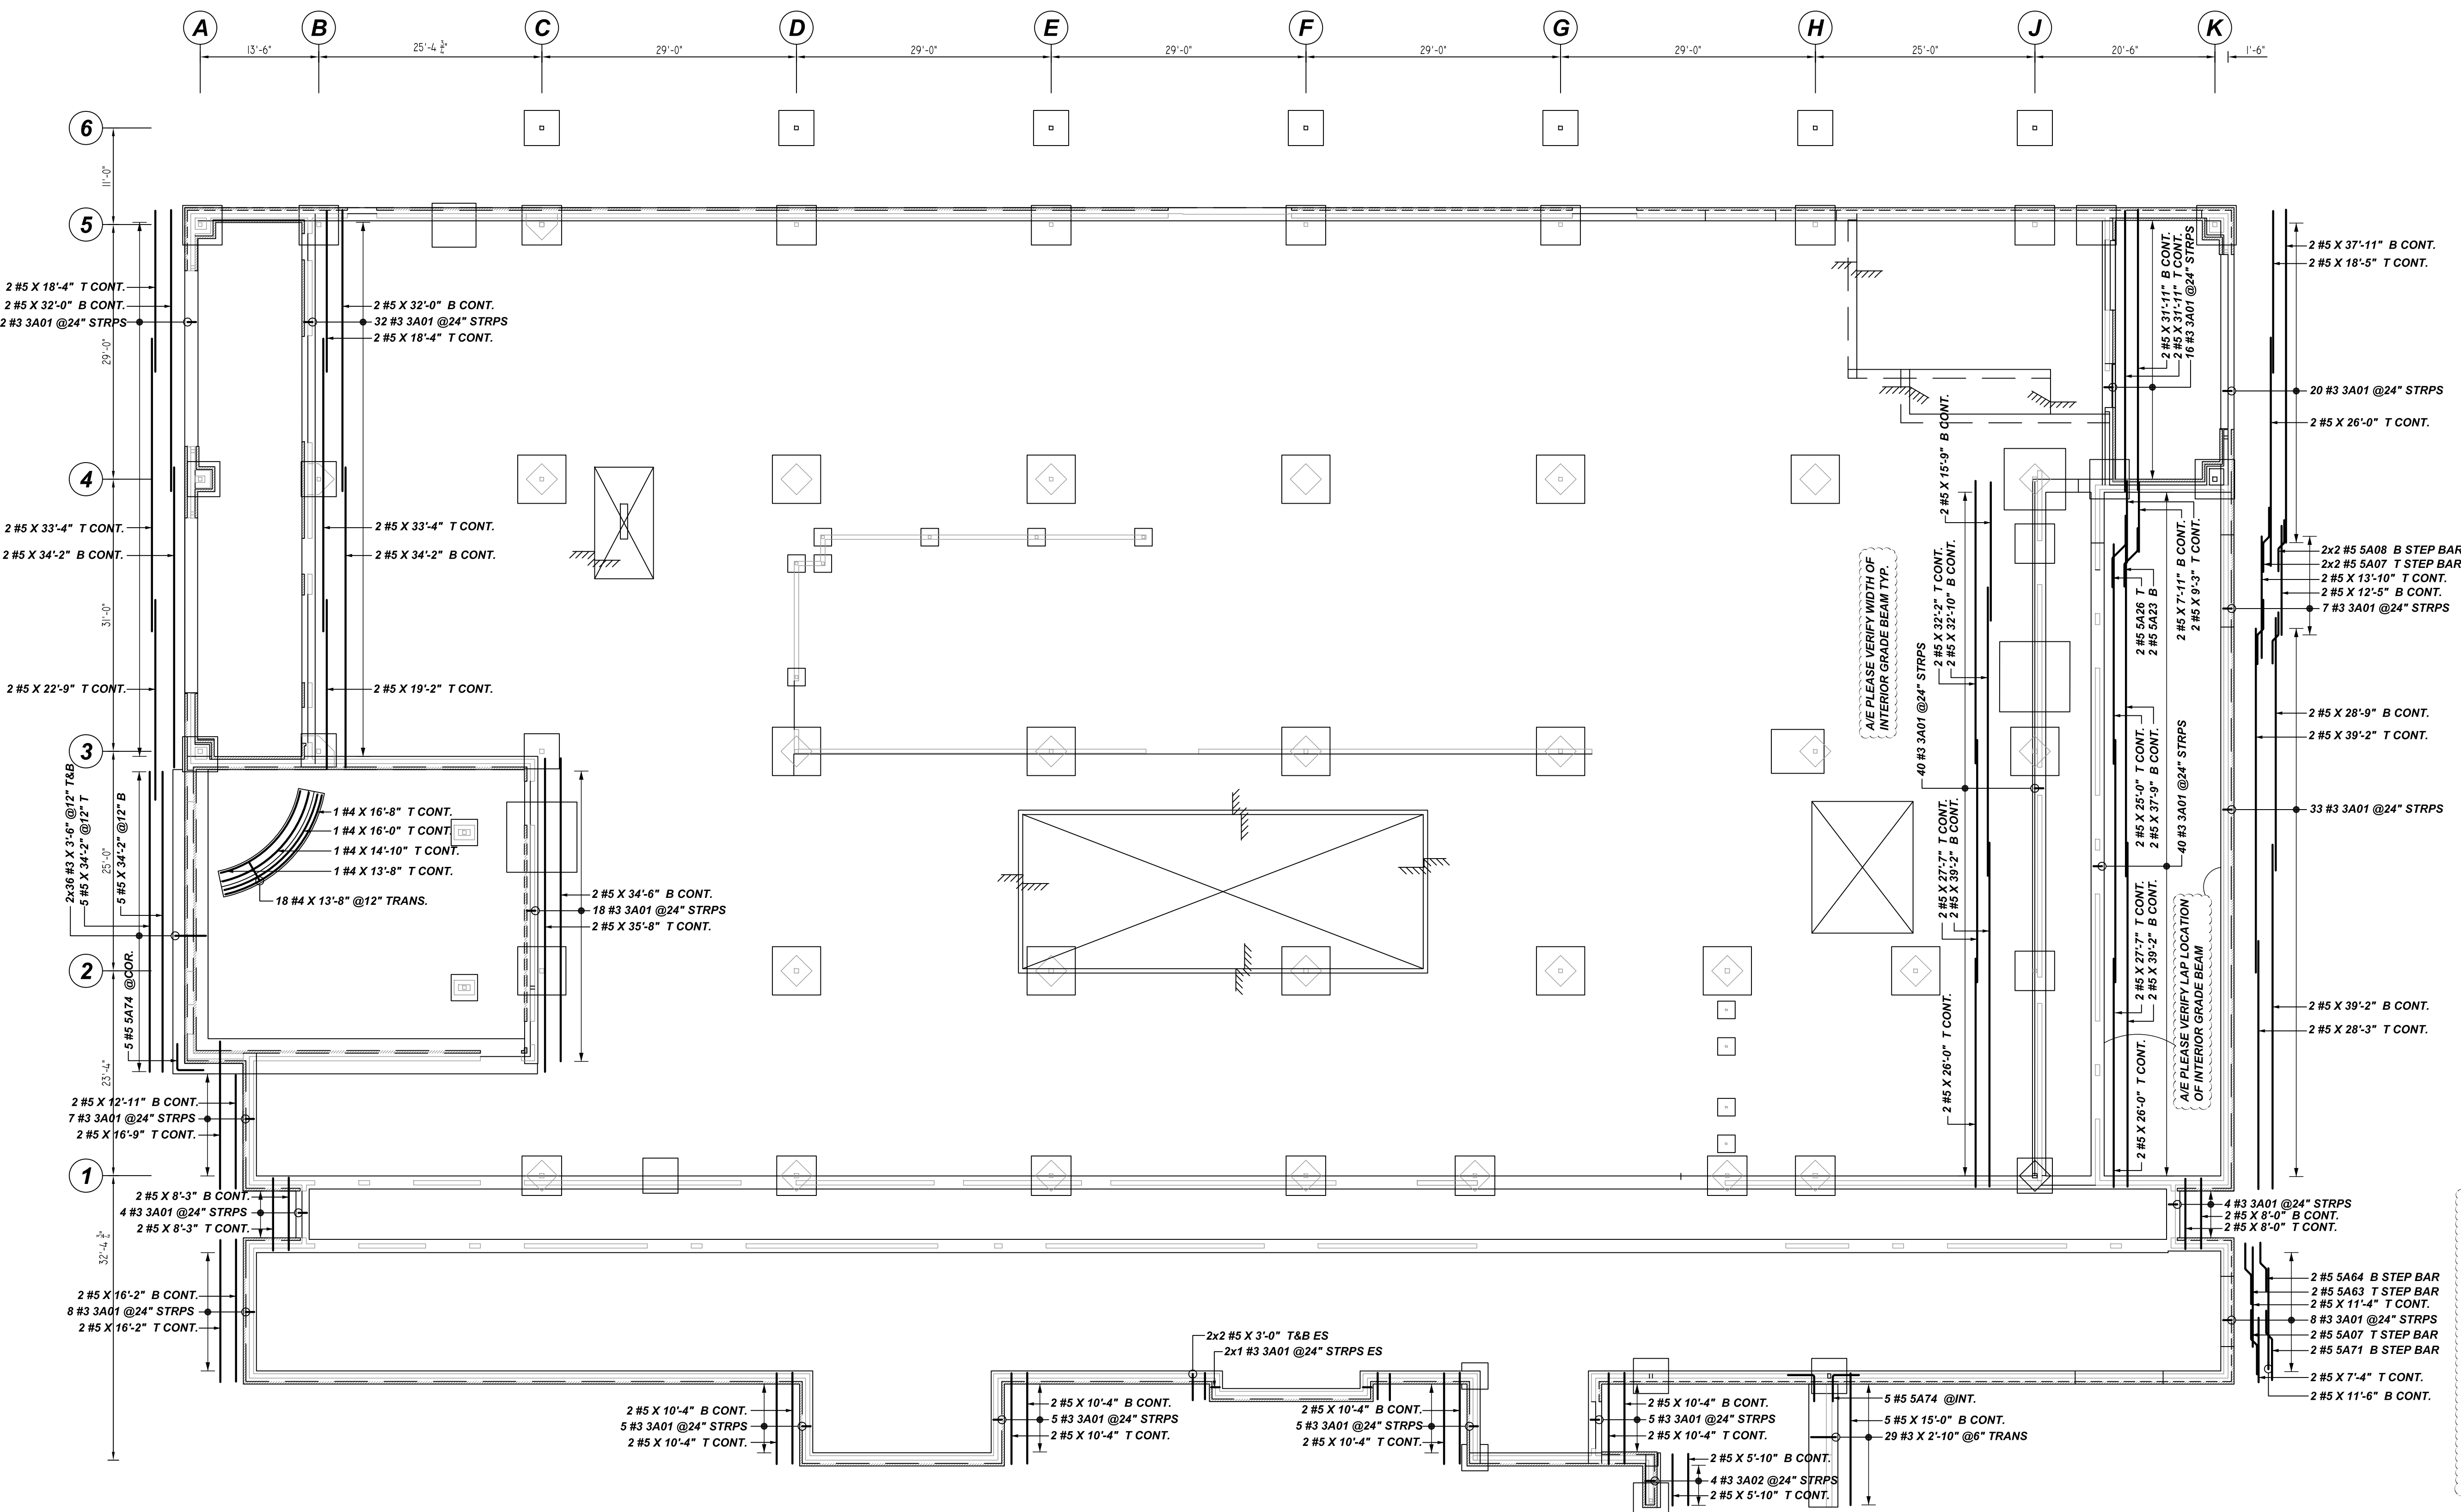 A B C D E F G H J K
13'-6" 25'-4 3/4" 29'-0" 29'-0" 29'-0" 29'-0" 29'-0" 25'-0" 20'-6" 1'-6"
6
11'-0"
5
29'-0"
4
31'-0"
3
25'-0"
2
23'-4"
1
32'-4 3/4"
2 #5 X 18'-4" T CONT.
2 #5 X 32'-0" B CONT.
2 #3 3A01 @24" STRPS
2 #5 X 33'-4" T CONT.
2 #5 X 34'-2" B CONT.
2 #5 X 22'-9" T CONT.
2 #5 X 32'-0" B CONT.
32 #3 3A01 @24" STRPS
2 #5 X 18'-4" T CONT.
2 #5 X 33'-4" T CONT.
2 #5 X 34'-2" B CONT.
2 #5 X 19'-2" T CONT.
2x36 #3 X 3'-6" @12" T&B
5 #5 X 34'-2" @12" T
5 #5 X 34'-2" @12" B
5 #5 5A74 @COR.
1 #4 X 16'-8" T CONT.
1 #4 X 16'-0" T CONT.
1 #4 X 14'-10" T CONT.
1 #4 X 13'-8" T CONT.
18 #4 X 13'-8" @12" TRANS.
2 #5 X 34'-6" B CONT.
18 #3 3A01 @24" STRPS
2 #5 X 35'-8" T CONT.
2 #5 X 12'-11" B CONT.
7 #3 3A01 @24" STRPS
2 #5 X 16'-9" T CONT.
2 #5 X 8'-3" B CONT.
4 #3 3A01 @24" STRPS
2 #5 X 8'-3" T CONT.
2 #5 X 16'-2" B CONT.
8 #3 3A01 @24" STRPS
2 #5 X 16'-2" T CONT.
2 #5 X 10'-4" B CONT.
5 #3 3A01 @24" STRPS
2 #5 X 10'-4" T CONT.
2x2 #5 X 3'-0" T&B ES
2x1 #3 3A01 @24" STRPS ES
2 #5 X 10'-4" B CONT.
5 #3 3A01 @24" STRPS
2 #5 X 10'-4" T CONT.
2 #5 X 10'-4" B CONT.
5 #3 3A01 @24" STRPS
2 #5 X 10'-4" T CONT.
2 #5 X 10'-4" B CONT.
5 #3 3A01 @24" STRPS
2 #5 X 10'-4" T CONT.
2 #5 X 5'-10" B CONT.
4 #3 3A02 @24" STRPS
2 #5 X 5'-10" T CONT.
5 #5 5A74 @INT.
5 #5 X 15'-0" B CONT.
29 #3 X 2'-10" @6" TRANS
A/E PLEASE VERIFY WIDTH OF
INTERIOR GRADE BEAM TYP.
2 #5 X 15'-9" B CONT.
2 #5 X 32'-2" T CONT.
2 #5 X 32'-10" B CONT.
40 #3 3A01 @24" STRPS
2 #5 X 27'-7" T CONT.
2 #5 X 39'-2" B CONT.
2 #5 X 26'-0" T CONT.
2 #5 X 31'-11" B CONT.
2 #5 X 31'-11" T CONT.
16 #3 3A01 @24" STRPS
2 #5 5A26 T
2 #5 5A23 B
2 #5 X 7'-11" B CONT.
2 #5 X 9'-3" T CONT.
2 #5 X 25'-0" T CONT.
2 #5 X 37'-9" B CONT.
40 #3 3A01 @24" STRPS
2 #5 X 27'-7" T CONT.
2 #5 X 39'-2" B CONT.
2 #5 X 26'-0" T CONT.
A/E PLEASE VERIFY LAP LOCATION
OF INTERIOR GRADE BEAM
2 #5 X 37'-11" B CONT.
2 #5 X 18'-5" T CONT.
20 #3 3A01 @24" STRPS
2 #5 X 26'-0" T CONT.
2x2 #5 5A08 B STEP BAR
2x2 #5 5A07 T STEP BAR
2 #5 X 13'-10" T CONT.
2 #5 X 12'-5" B CONT.
7 #3 3A01 @24" STRPS
2 #5 X 28'-9" B CONT.
2 #5 X 39'-2" T CONT.
33 #3 3A01 @24" STRPS
2 #5 X 39'-2" B CONT.
2 #5 X 28'-3" T CONT.
4 #3 3A01 @24" STRPS
2 #5 X 8'-0" B CONT.
2 #5 X 8'-0" T CONT.
2 #5 5A64 B STEP BAR
2 #5 5A63 T STEP BAR
2 #5 X 11'-4" T CONT.
8 #3 3A01 @24" STRPS
2 #5 5A07 T STEP BAR
2 #5 5A71 B STEP BAR
2 #5 X 7'-4" T CONT.
2 #5 X 11'-6" B CONT.